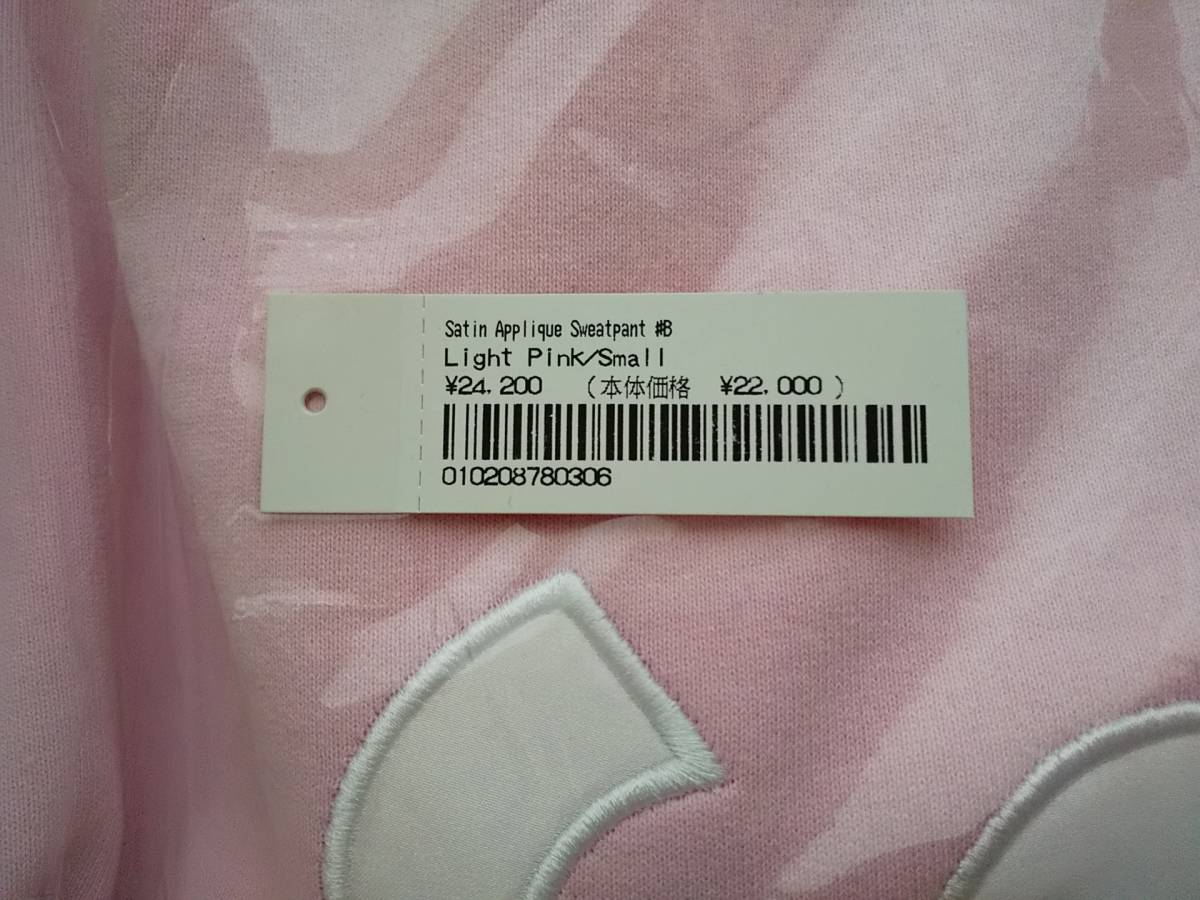 Satin Applique Sweatpant #B
Light Pink/Small
¥24,200 (本体価格 ¥22,000)
010208780306